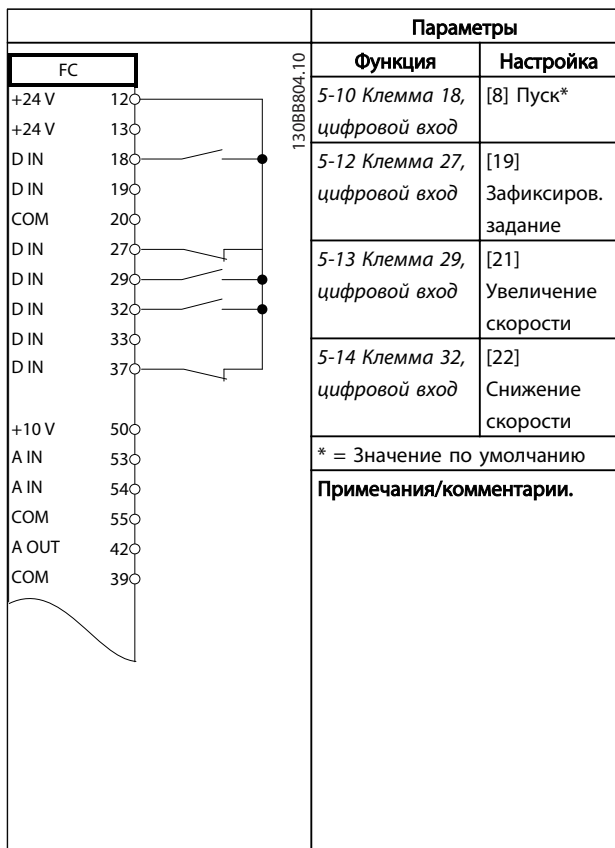 Параметры
FC
130BB804.10
+24 V 12
+24 V 13
D IN 18
D IN 19
COM 20
D IN 27
D IN 29
D IN 32
D IN 33
D IN 37
+10 V 50
A IN 53
A IN 54
COM 55
A OUT 42
COM 39
Функция Настройка
5-10 Клемма 18, [8] Пуск*
цифровой вход
5-12 Клемма 27, [19]
цифровой вход Зафиксиров.
задание
5-13 Клемма 29, [21]
цифровой вход Увеличение
скорости
5-14 Клемма 32, [22]
цифровой вход Снижение
скорости
* = Значение по умолчанию
Примечания/комментарии.